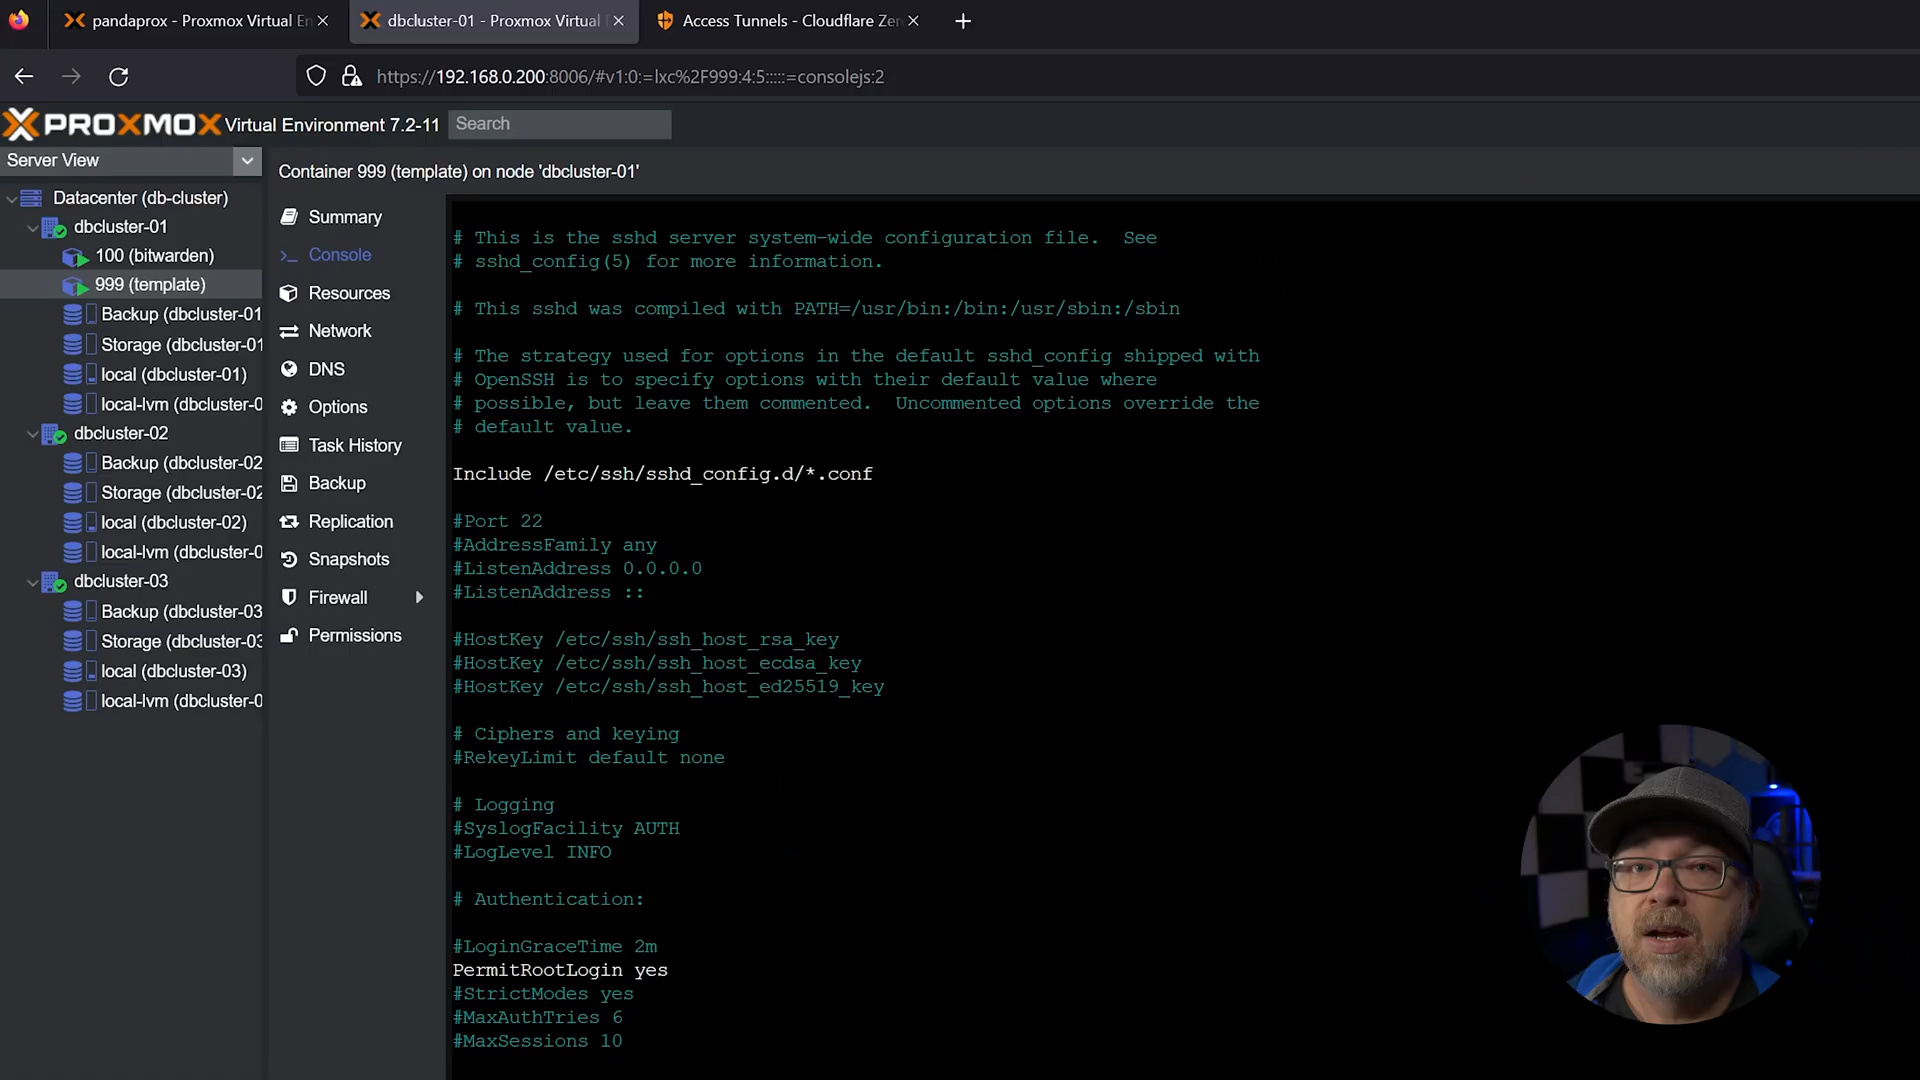 pandaprox - Proxmox Virtual En
dbcluster-01 - Proxmox Virtual
Access Tunnels - Cloudflare Zer
https://192.168.0.200:8006/#v1:0:=lxc%2F999:4:5:::::=consolejs:2
PROXMOX Virtual Environment 7.2-11 Search
Server View
Datacenter (db-cluster)
dbcluster-01
100 (bitwarden)
999 (template)
Backup (dbcluster-01
Storage (dbcluster-01
local (dbcluster-01)
local-lvm (dbcluster-0
dbcluster-02
Backup (dbcluster-02
Storage (dbcluster-02
local (dbcluster-02)
local-lvm (dbcluster-0
dbcluster-03
Backup (dbcluster-03
Storage (dbcluster-03
local (dbcluster-03)
local-lvm (dbcluster-0
Container 999 (template) on node 'dbcluster-01'
Summary
Console
Resources
Network
DNS
Options
Task History
Backup
Replication
Snapshots
Firewall
Permissions
# This is the sshd server system-wide configuration file.  See
# sshd_config(5) for more information.
# This sshd was compiled with PATH=/usr/bin:/bin:/usr/sbin:/sbin
# The strategy used for options in the default sshd_config shipped with
# OpenSSH is to specify options with their default value where
# possible, but leave them commented.  Uncommented options override the
# default value.
Include /etc/ssh/sshd_config.d/*.conf
#Port 22
#AddressFamily any
#ListenAddress 0.0.0.0
#ListenAddress ::
#HostKey /etc/ssh/ssh_host_rsa_key
#HostKey /etc/ssh/ssh_host_ecdsa_key
#HostKey /etc/ssh/ssh_host_ed25519_key
# Ciphers and keying
#RekeyLimit default none
# Logging
#SyslogFacility AUTH
#LogLevel INFO
# Authentication:
#LoginGraceTime 2m
PermitRootLogin yes
#StrictModes yes
#MaxAuthTries 6
#MaxSessions 10